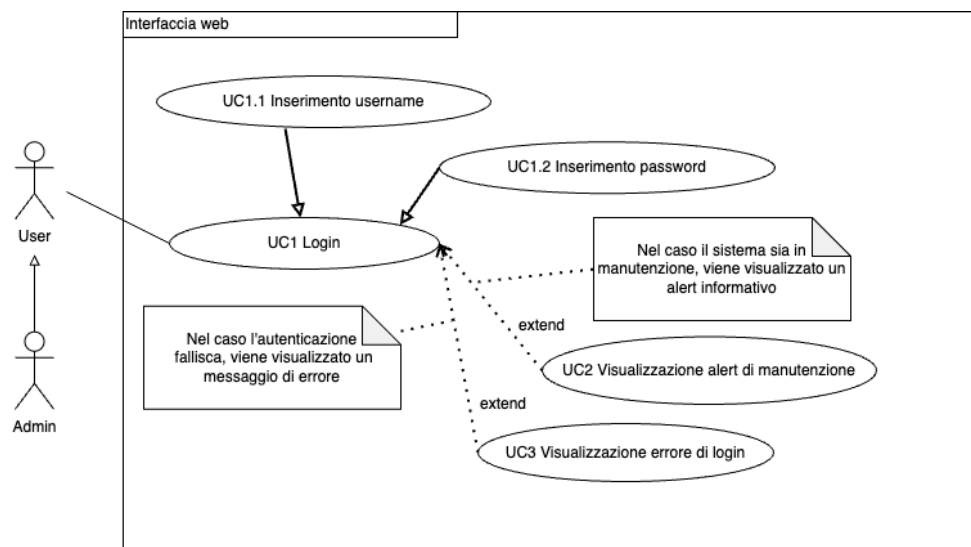 Interfaccia web
UC1.1 Inserimento username
UC1.2 Inserimento password
User
UC1 Login
Nel caso il sistema sia in
manutenzione, viene visualizzato un
alert informativo
extend
Nel caso l'autenticazione
fallisca, viene visualizzato un
messaggio di errore
UC2 Visualizzazione alert di manutenzione
extend
Admin
UC3 Visualizzazione errore di login